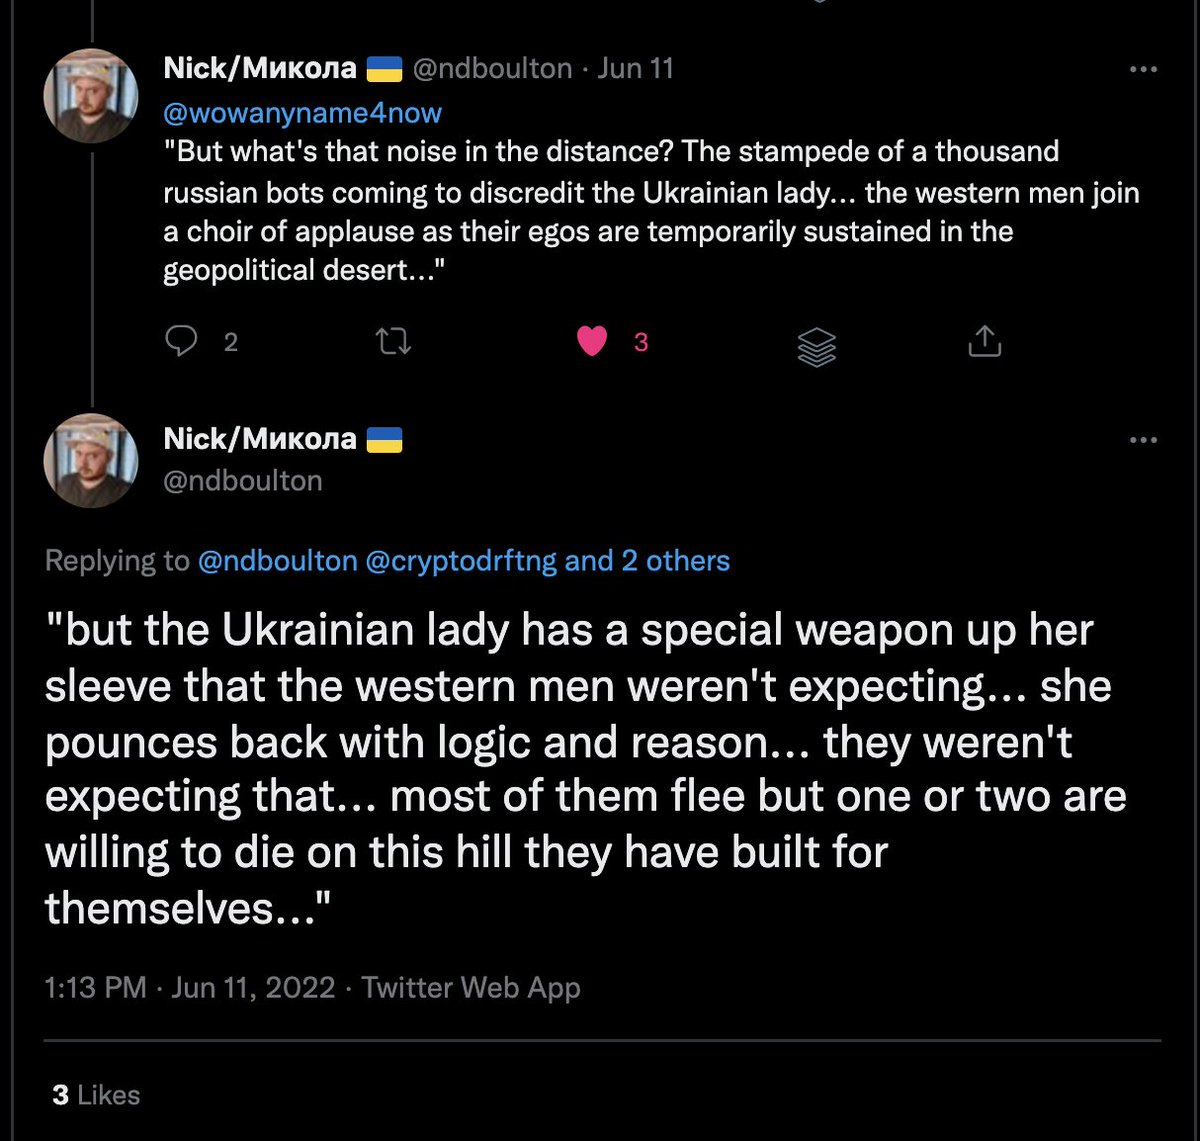 Nick/Микола 🇺🇦 @ndboulton · Jun 11
@wowanyname4now
"But what's that noise in the distance? The stampede of a thousand
russian bots coming to discredit the Ukrainian lady... the western men join
a choir of applause as their egos are temporarily sustained in the
geopolitical desert..."
2 3
Nick/Микола 🇺🇦
@ndboulton
Replying to @ndboulton @cryptodrftng and 2 others
"but the Ukrainian lady has a special weapon up her
sleeve that the western men weren't expecting... she
pounces back with logic and reason... they weren't
expecting that... most of them flee but one or two are
willing to die on this hill they have built for
themselves..."
1:13 PM · Jun 11, 2022 · Twitter Web App
3 Likes